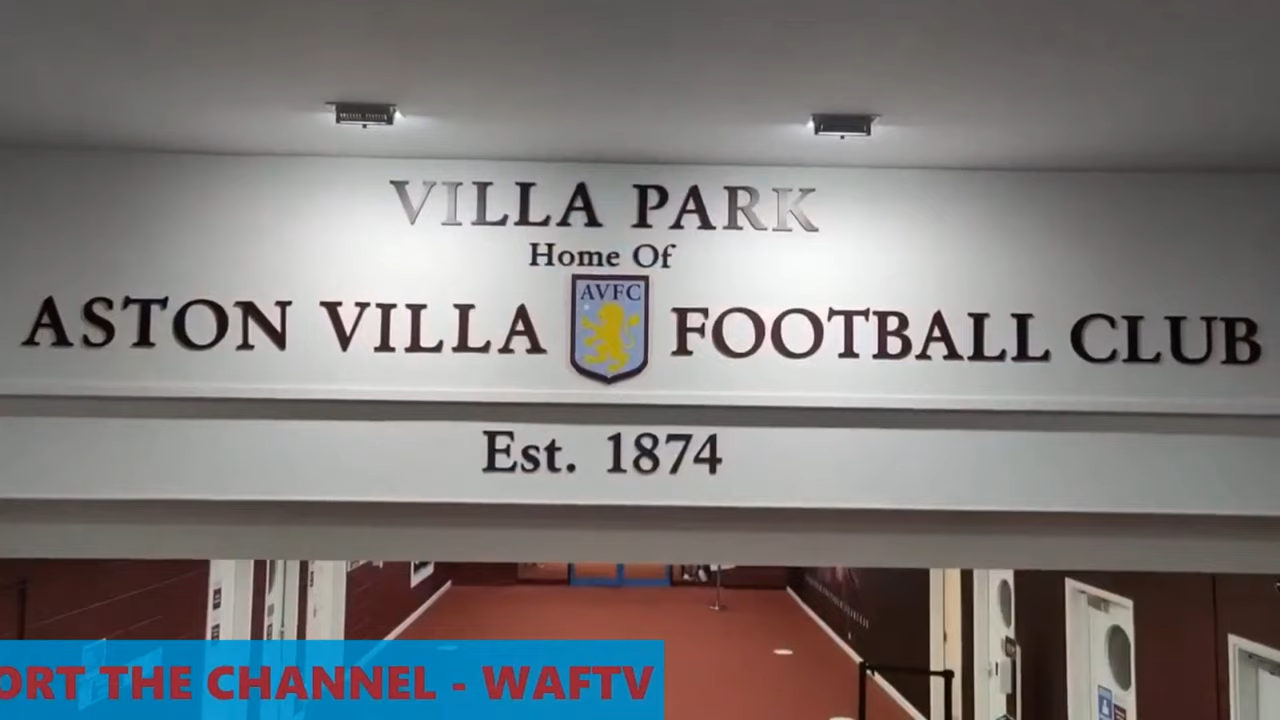 VILLA PARK
Home Of
AVFC
ASTON VILLA FOOTBALL CLUB
Est. 1874
ORT THE CHANNEL - WAFTV